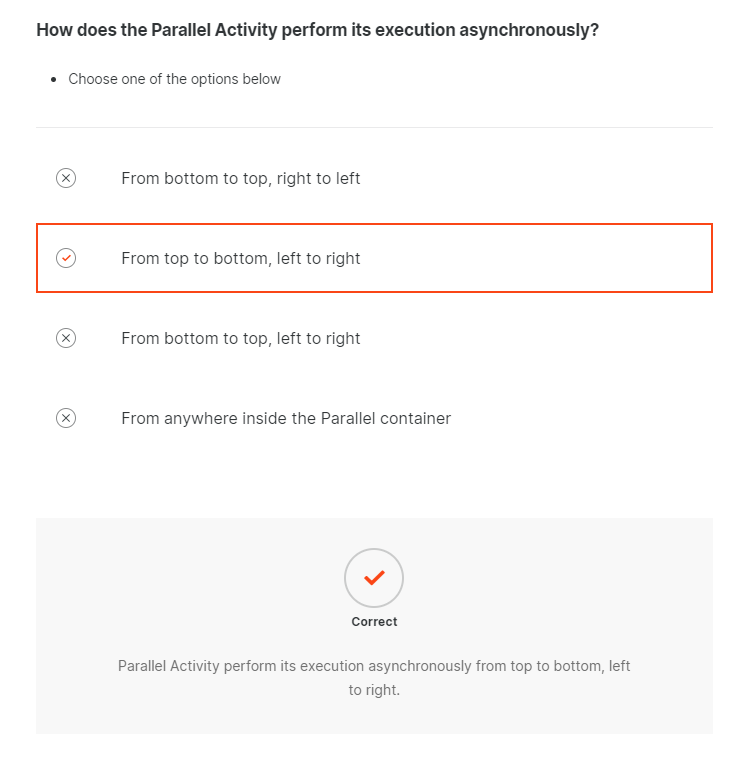 How does the Parallel Activity perform its execution asynchronously?
Choose one of the options below
From bottom to top, right to left
From top to bottom, left to right
From bottom to top, left to right
From anywhere inside the Parallel container
Correct
Parallel Activity perform its execution asynchronously from top to bottom, left
to right.